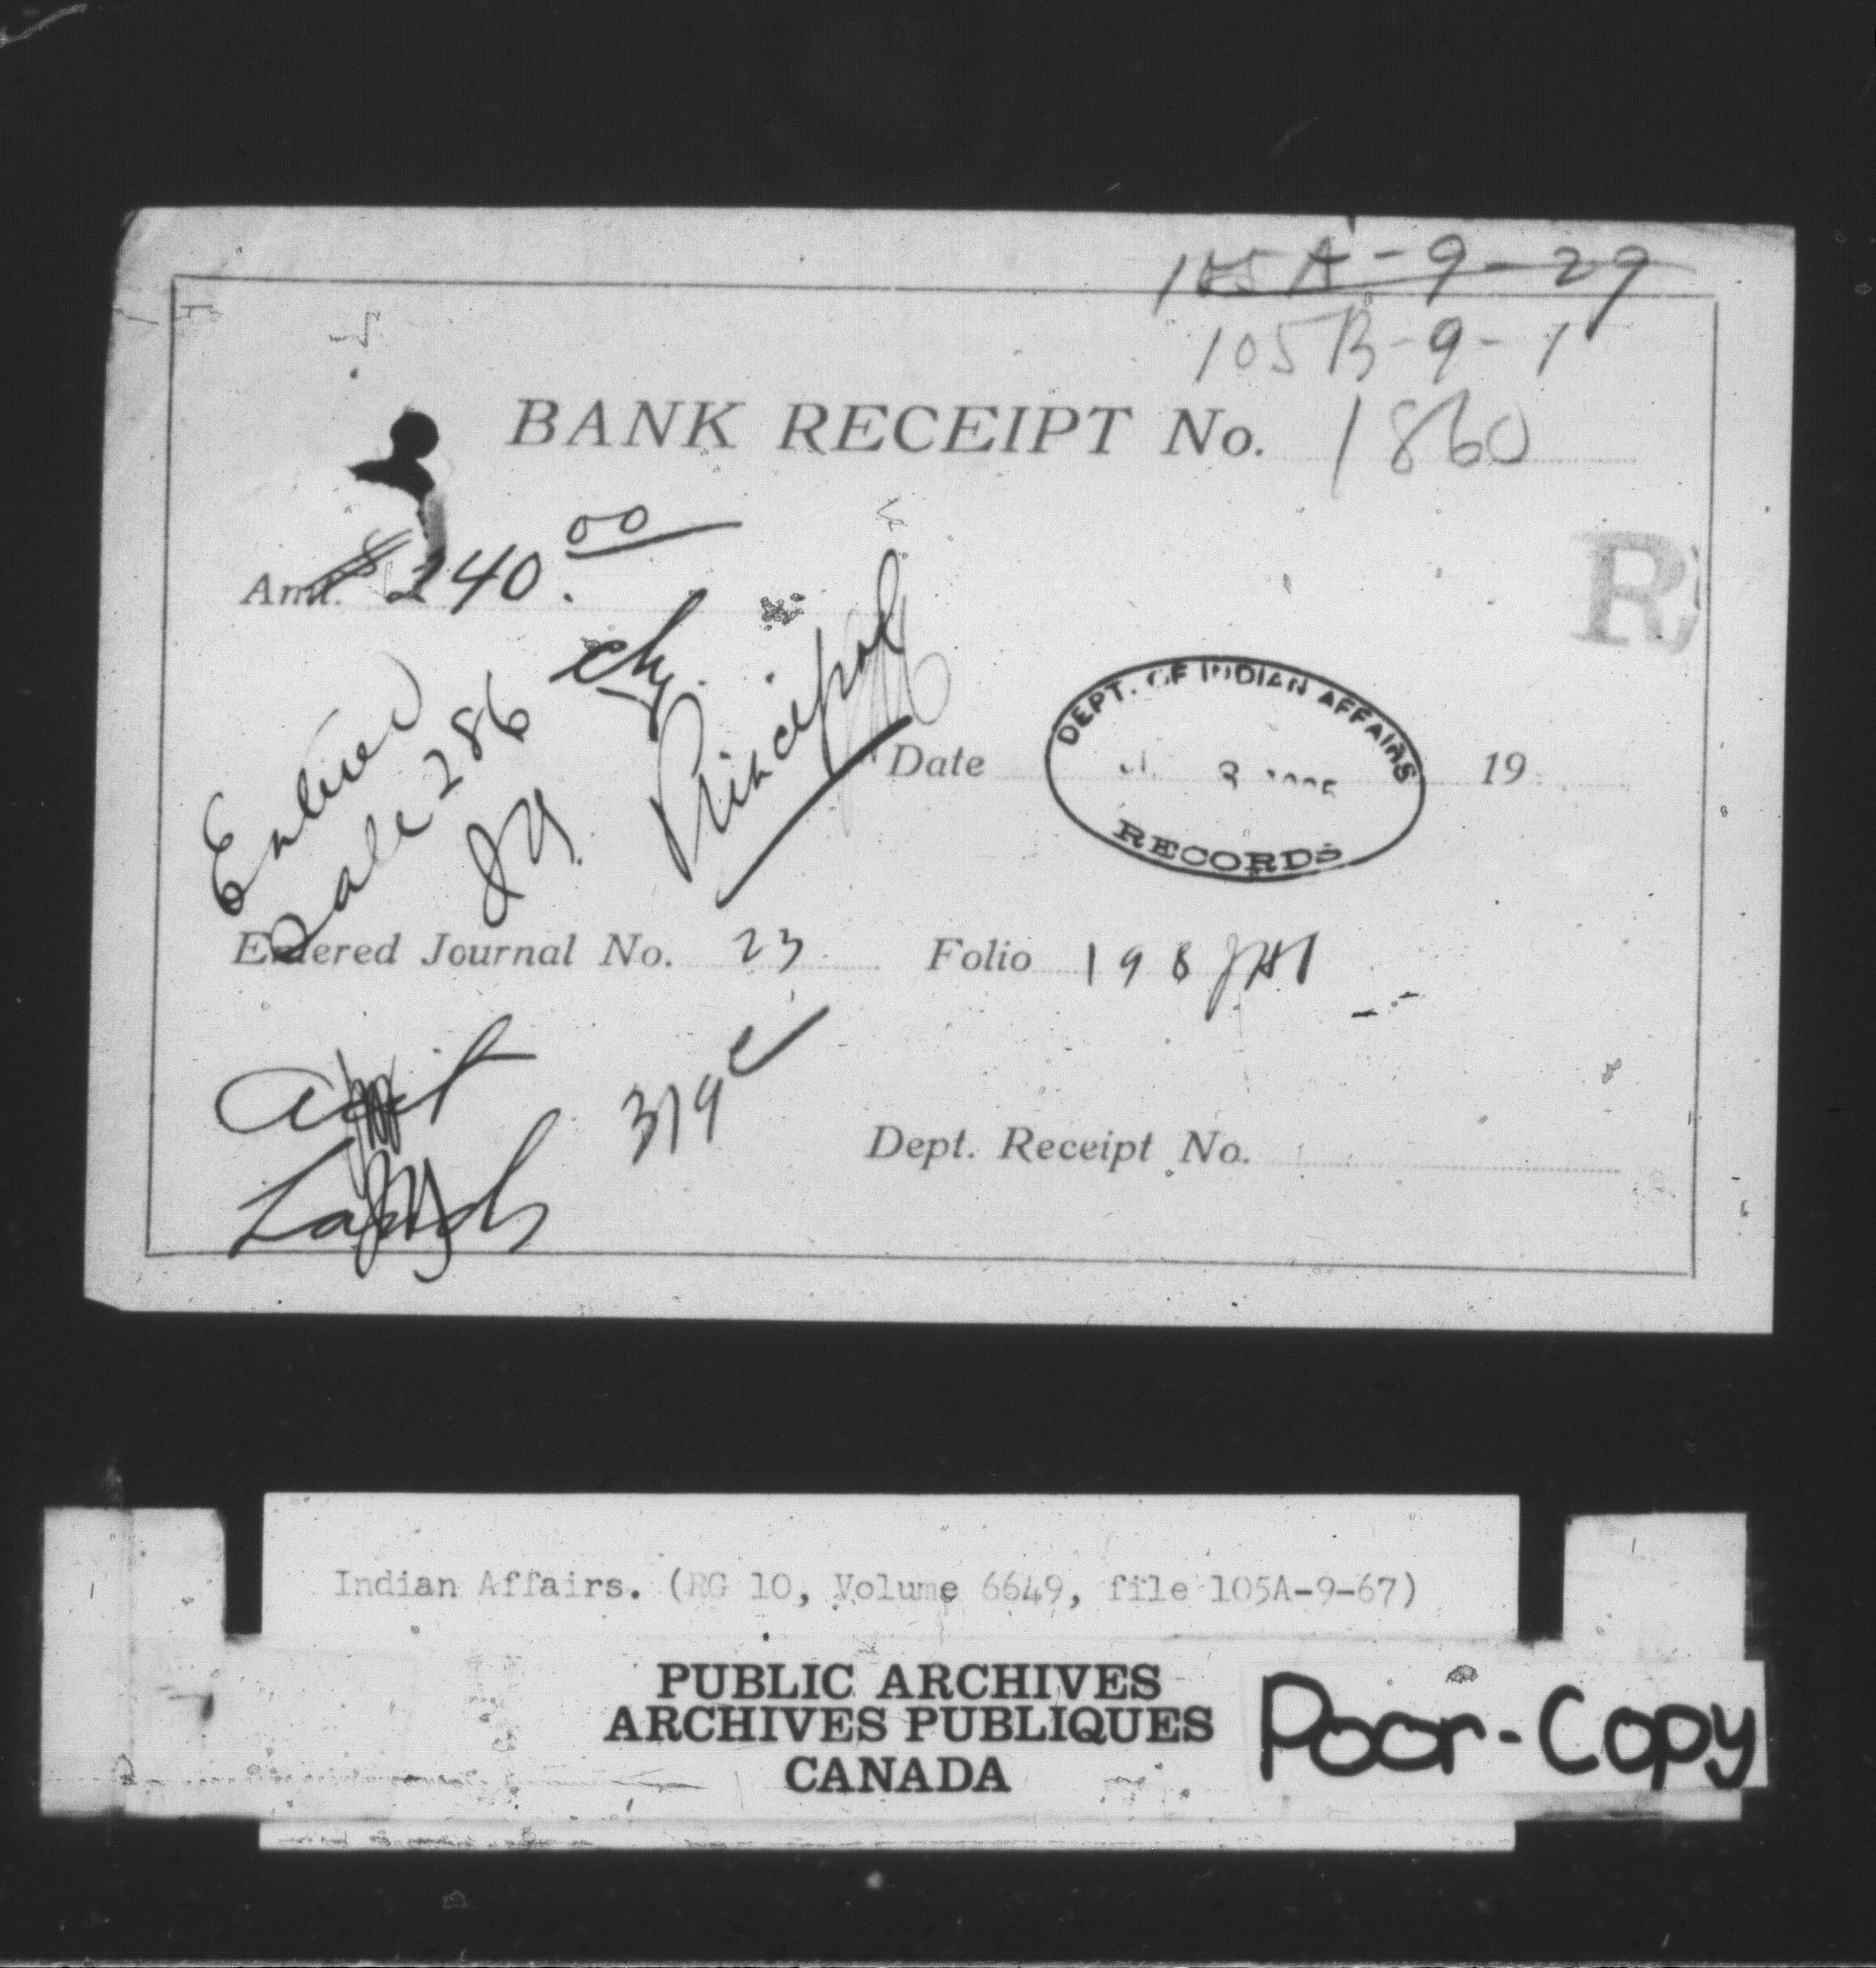 105A-9-29
105B-9-1
BANK RECEIPT No. 1860
Amt. $240.00
Entered
Sale 286
Principal
DEPT. OF INDIAN AFFAIRS
RECORDS
Date 19
R
Entered Journal No. 23 Folio 198
319
Dept. Receipt No.
Indian Affairs. (RG 10, Volume 6649, file 105A-9-67)
PUBLIC ARCHIVES
ARCHIVES PUBLIQUES
CANADA
Poor-Copy